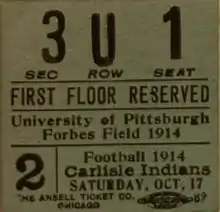 3 U 1
SEC ROW SEAT
FIRST FLOOR RESERVED
University of Pittsburgh
Forbes Field 1914
2
Football 1914
Carlisle Indians
SATURDAY, OCT, 17
THE ANSELL TICKET CO.
CHICAGO